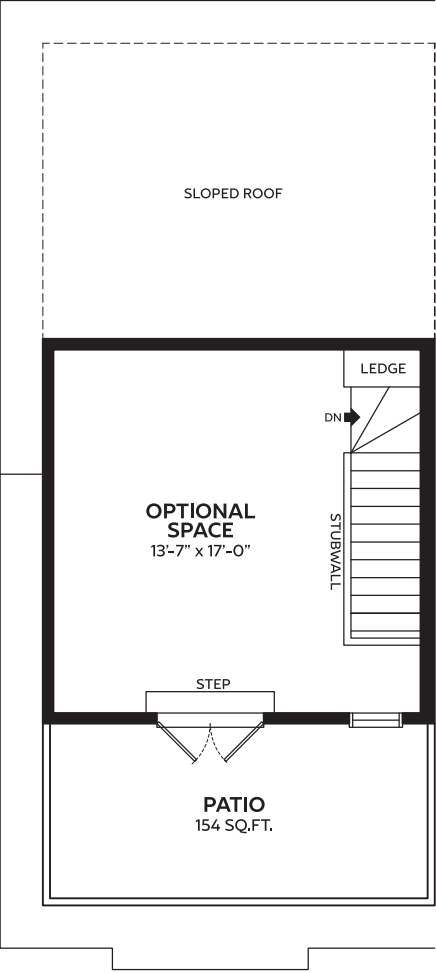 SLOPED ROOF
LEDGE
DN
OPTIONAL
SPACE
13'-7" x 17'-0"
STUBWALL
STEP
PATIO
154 SQ.FT.